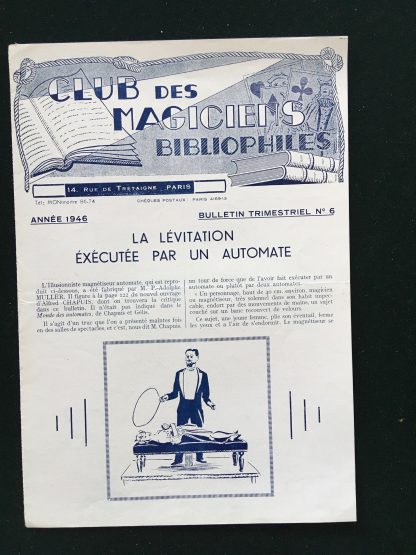 CLUB DES
MAGICIENS
BIBLIOPHILES
14, RUE DE TRETAIGNE _ PARIS
Tél: MONtmartre 86-74
CHÈQUES POSTAUX : PARIS
ANNÉE 1946
BULLETIN TRIMESTRIEL N° 6
LA LÉVITATION
EXÉCUTÉE PAR UN AUTOMATE
L'Illusionniste magnétiseur automate, qui est repro-
duit ci-dessous, a été fabriqué par M. P.-Adolphe
MULLER. Il figure à la page 122 du nouvel ouvrage
d'Alfred CHAPUIS, dont on trouvera la critique
dans ce bulletin. Il n'était pas indiqué dans le
Monde des automates, de Chapuis et Gélis.
Il s'agit d'un truc que l'on a présenté maintes fois
en des salles de spectacles, et c'est, nous dit M. Chapuis,
un tour de force que de l'avoir fait exécuter par un
automate ou plutôt par deux automates.
« Un personnage, haut de 40 cm. environ, magicien
ou magnétiseur, très solennel dans son habit impec-
cable, endort par des mouvements de mains, un sujet
couché sur un banc recouvert de velours.
Ce sujet, une jeune femme, plie son éventail, ferme
les yeux et a l'air de s'endormir. Le magnétiseur se